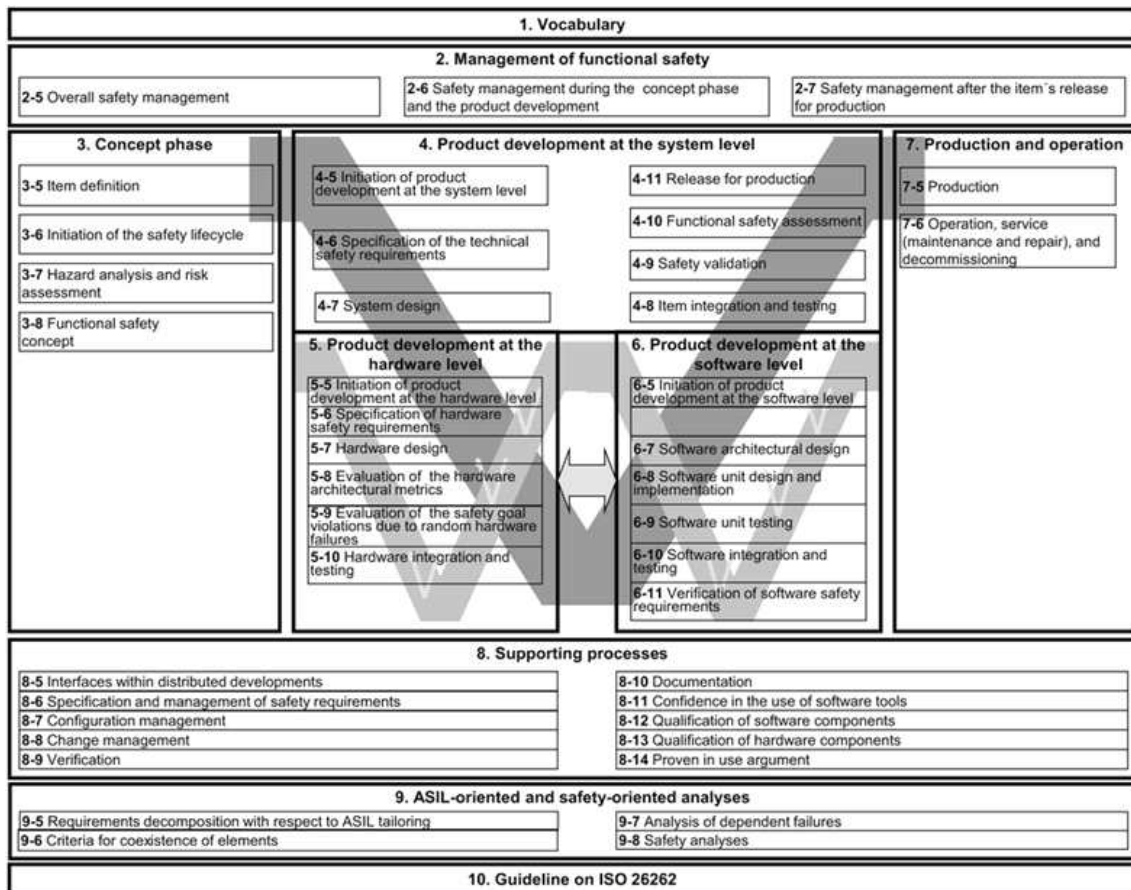 1. Vocabulary
2. Management of functional safety
2-5 Overall safety management
2-6 Safety management during the concept phase
and the product development
2-7 Safety management after the item´s release
for production
3. Concept phase
3-5 Item definition
3-6 Initiation of the safety lifecycle
3-7 Hazard analysis and risk
assessment
3-8 Functional safety
concept
4. Product development at the system level
4-5 Initiation of product
development at the system level
4-6 Specification of the technical
safety requirements
4-7 System design
4-11 Release for production
4-10 Functional safety assessment
4-9 Safety validation
4-8 Item integration and testing
7. Production and operation
7-5 Production
7-6 Operation, service
(maintenance and repair), and
decommissioning
5. Product development at the
hardware level
5-5 Initiation of product
development at the hardware level
5-6 Specification of hardware
safety requirements
5-7 Hardware design
5-8 Evaluation of the hardware
architectural metrics
5-9 Evaluation of the safety goal
violations due to random hardware
failures
5-10 Hardware integration and
testing
6. Product development at the
software level
6-5 Initiation of product
development at the software level
6-7 Software architectural design
6-8 Software unit design and
implementation
6-9 Software unit testing
6-10 Software integration and
testing
6-11 Verification of software safety
requirements
8. Supporting processes
8-5 Interfaces within distributed developments
8-6 Specification and management of safety requirements
8-7 Configuration management
8-8 Change management
8-9 Verification
8-10 Documentation
8-11 Confidence in the use of software tools
8-12 Qualification of software components
8-13 Qualification of hardware components
8-14 Proven in use argument
9. ASIL-oriented and safety-oriented analyses
9-5 Requirements decomposition with respect to ASIL tailoring
9-6 Criteria for coexistence of elements
9-7 Analysis of dependent failures
9-8 Safety analyses
10. Guideline on ISO 26262